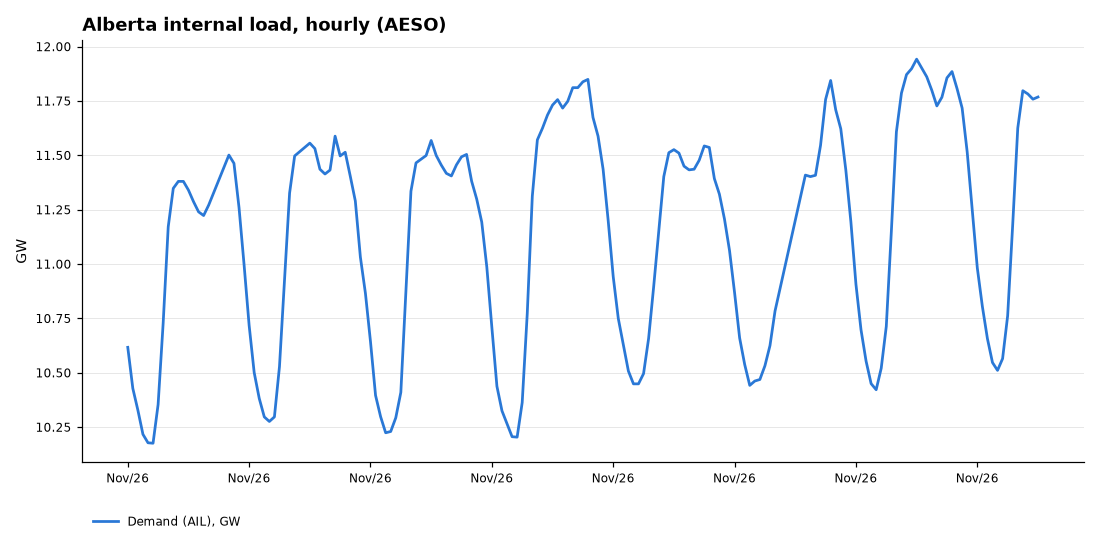 Alberta internal load, hourly (AESO)
12.00
11.75
11.50
11.25
11.00
10.75
10.50
10.25
GW
Nov/26 Nov/26 Nov/26 Nov/26 Nov/26 Nov/26 Nov/26 Nov/26
Demand (AIL), GW